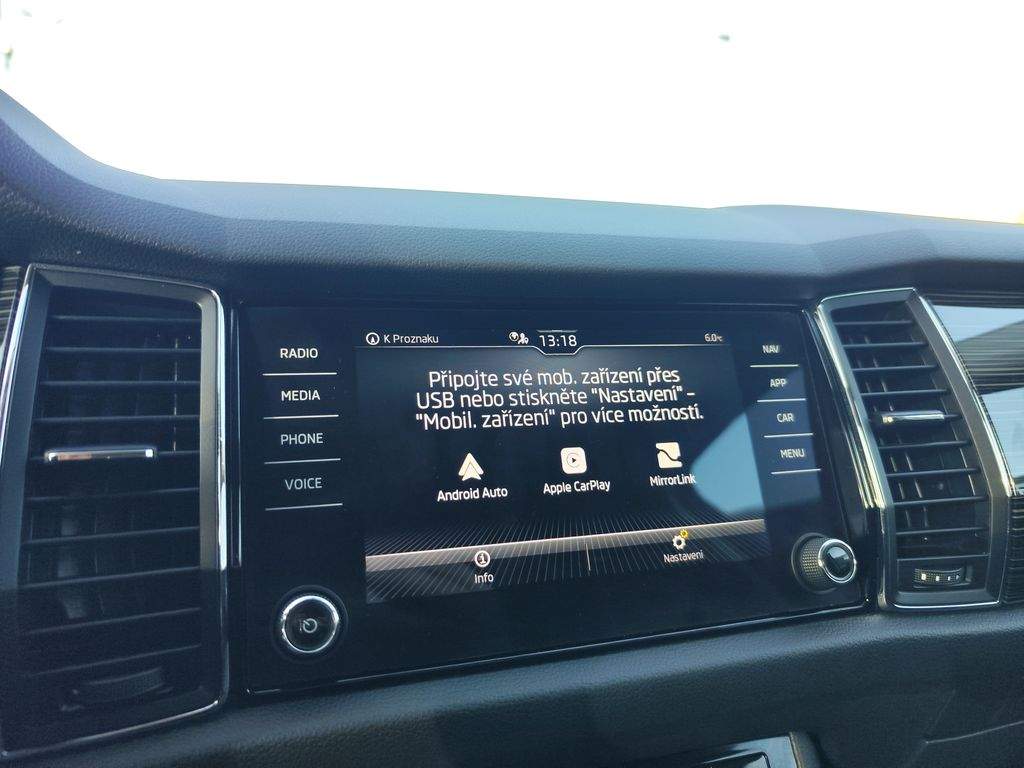 K Proznaku
13:18
6.0°C
RADIO
MEDIA
PHONE
VOICE
Připojte své mob. zařízení přes
USB nebo stiskněte "Nastavení" -
"Mobil. zařízení" pro více možností.
Android Auto
Apple CarPlay
MirrorLink
Info
Nastavení
NAV
APP
CAR
MENU